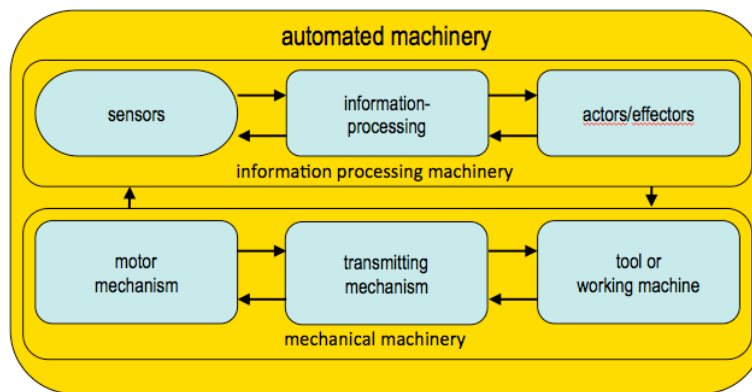 automated machinery
sensors
information-
processing
actors/effectors
information processing machinery
motor
mechanism
transmitting
mechanism
tool or
working machine
mechanical machinery